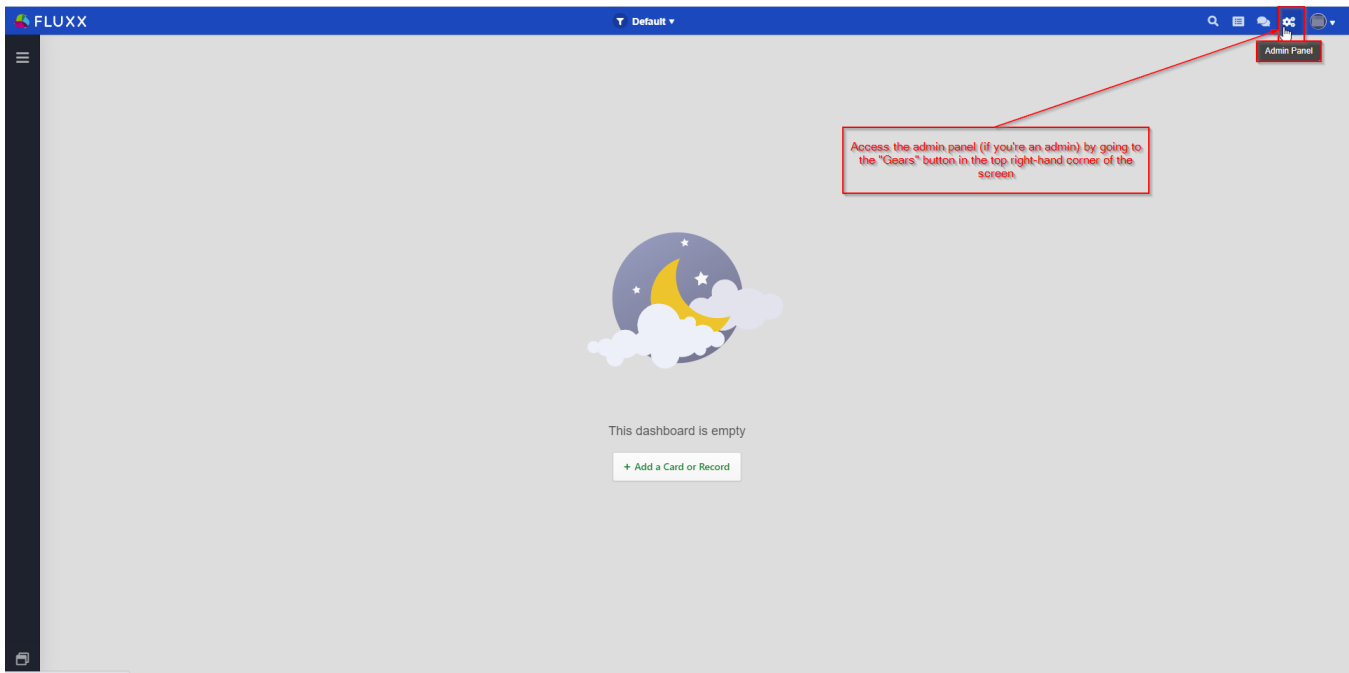 FLUXX
Default
Admin Panel
Access the admin panel (if you're an admin) by going to
the "Gears" button in the top right-hand corner of the
screen
This dashboard is empty
+ Add a Card or Record